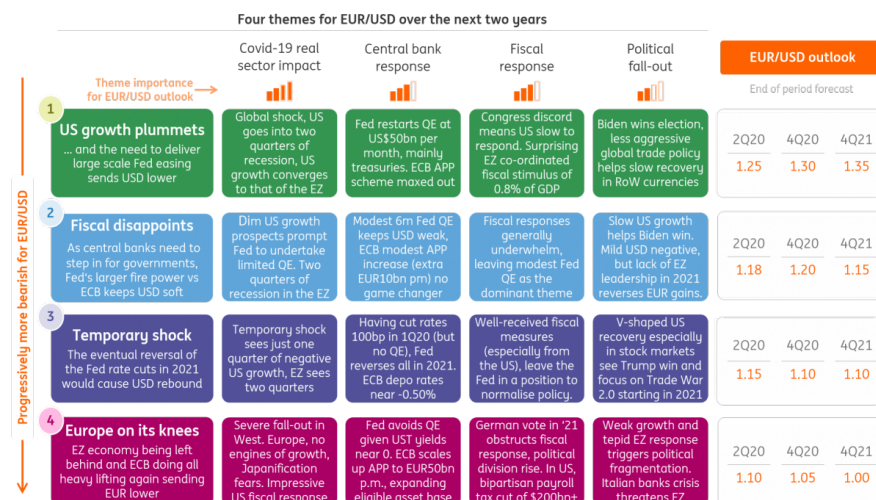 Four themes for EUR/USD over the next two years
Covid-19 real
sector impact
Central bank
response
Fiscal
response
Political
fall-out
EUR/USD outlook
Theme importance
for EUR/USD outlook
End of period forecast
Progressively more bearish for EUR/USD
1
US growth plummets
... and the need to deliver
large scale Fed easing
sends USD lower
Global shock, US
goes into two
quarters of
recession, US
growth converges
to that of the EZ
Fed restarts QE at
US$50bn per
month, mainly
treasuries. ECB APP
scheme maxed out
Congress discord
means US slow to
respond. Surprising
EZ co-ordinated
fiscal stimulus of
0.8% of GDP
Biden wins election,
less aggressive
global trade policy
helps slow recovery
in RoW currencies
2Q20 4Q20 4Q21
1.25 1.30 1.35
2
Fiscal disappoints
As central banks need to
step in for governments,
Fed's larger fire power vs
ECB keeps USD soft
Dim US growth
prospects prompt
Fed to undertake
limited QE. Two
quarters of
recession in the EZ
Modest 6m Fed QE
keeps USD weak,
ECB modest APP
increase (extra
EUR10bn pm) no
game changer
Fiscal responses
generally
underwhelm,
leaving modest Fed
QE as the
dominant theme
Slow US growth
helps Biden win.
Mild USD negative,
but lack of EZ
leadership in 2021
reverses EUR gains.
2Q20 4Q20 4Q21
1.18 1.20 1.15
3
Temporary shock
The eventual reversal of
the Fed rate cuts in 2021
would cause USD rebound
Temporary shock
sees just one
quarter of negative
US growth, EZ sees
two quarters
Having cut rates
100bp in 1Q20 (but
no QE), Fed
reverses all in 2021.
ECB depo rates
near -0.50%
Well-received fiscal
measures
(especially from
the US), leave the
Fed in a position to
normalise policy.
V-shaped US
recovery especially
in stock markets
see Trump win and
focus on Trade War
2.0 starting in 2021
2Q20 4Q20 4Q21
1.15 1.10 1.10
4
Europe on its knees
EZ economy being left
behind and ECB doing all
heavy lifting again sending
EUR lower
Severe fall-out in
West. Europe, no
engines of growth,
Japanification
fears. Impressive
US fiscal response
Fed avoids QE
given UST yields
near 0. ECB scales
up APP to EUR50bn
p.m., expanding
eligible asset base
German vote in '21
obstructs fiscal
response, political
division rise. In US,
bipartisan payroll
tax cut of $200bn+
Weak growth and
tepid EZ response
triggers political
fragmentation.
Italian banks crisis
threatens EZ
2Q20 4Q20 4Q21
1.10 1.05 1.00